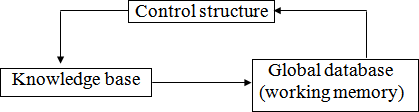 Control structure
Knowledge base
Global database
(working memory)